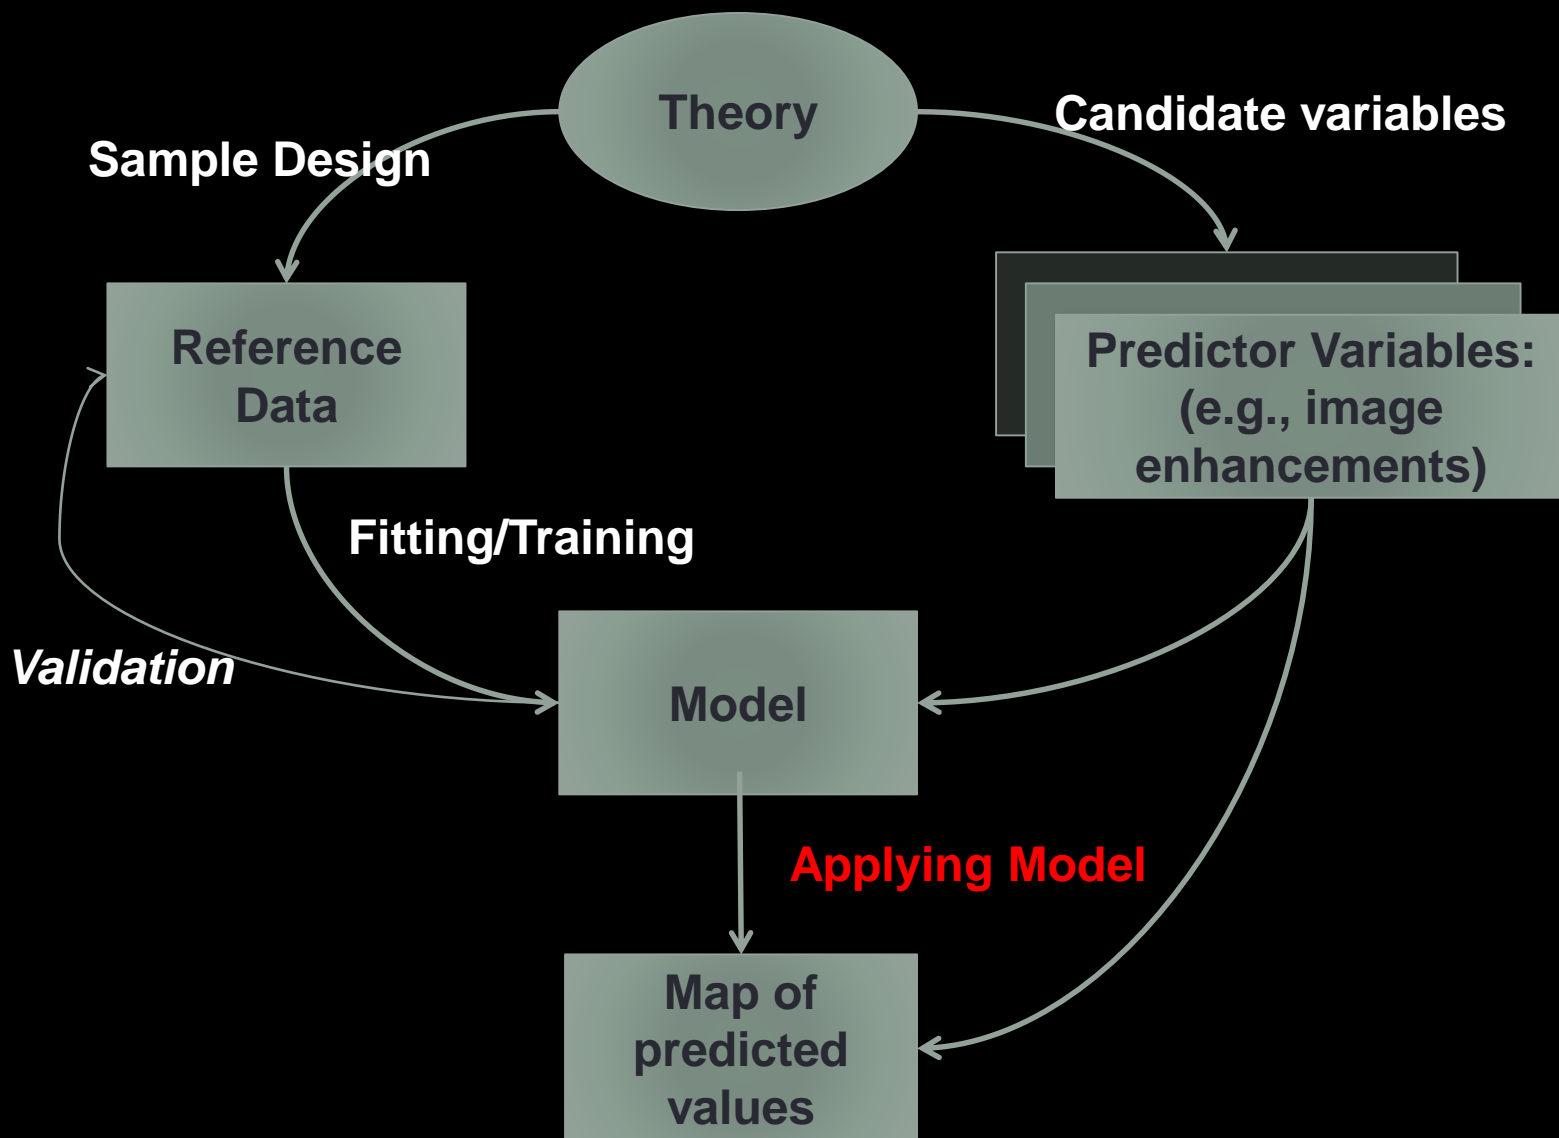 Theory
Candidate variables
Sample Design
Reference
Data
Predictor Variables:
(e.g., image
enhancements)
Fitting/Training
Validation
Model
Applying Model
Map of
predicted
values